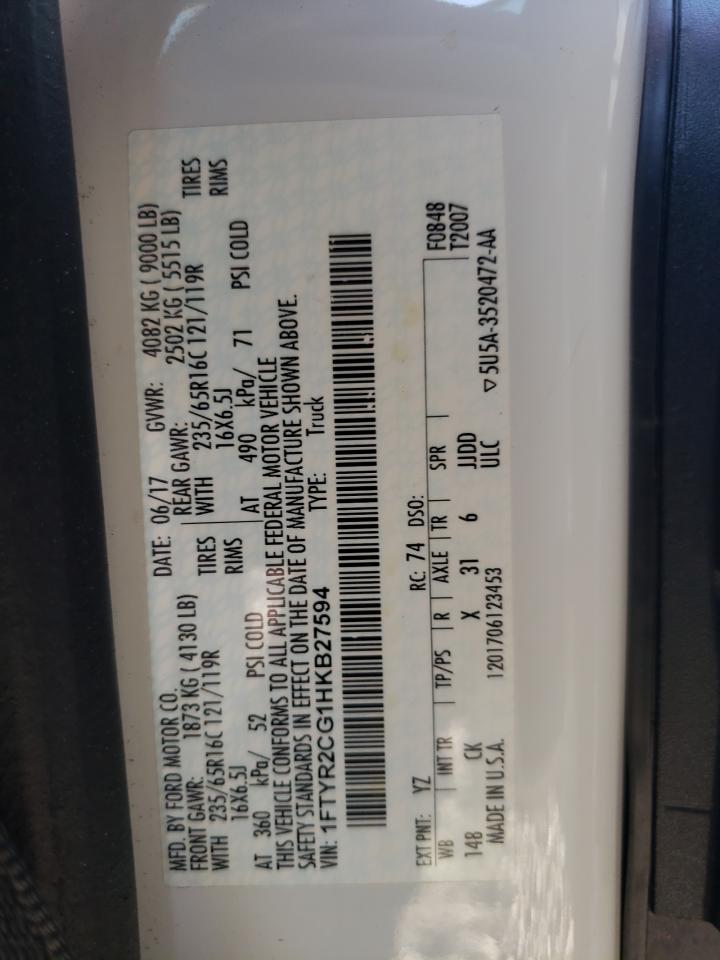 MFD. BY FORD MOTOR CO. DATE: 06/17 GVWR: 4082 KG ( 9000 LB)
FRONT GAWR: 1873 KG ( 4130 LB) REAR GAWR: 2502 KG ( 5515 LB)
WITH 235/65R16C 121/119R TIRES WITH 235/65R16C 121/119R TIRES
16X6.5J RIMS 16X6.5J RIMS
AT 360 kPa/ 52 PSI COLD AT 490 kPa/ 71 PSI COLD
THIS VEHICLE CONFORMS TO ALL APPLICABLE FEDERAL MOTOR VEHICLE
SAFETY STANDARDS IN EFFECT ON THE DATE OF MANUFACTURE SHOWN ABOVE.
VIN: 1FTYR2CG1HKB27594 TYPE: Truck
F0848
EXT PNT: YZ RC: 74 DSO: T2007
WB INT TR TP/PS R AXLE TR SPR
148 CK X 31 6 JJDD
MADE IN U.S.A. 1201706123453 ULC
▽ 5U5A-3520472-AA